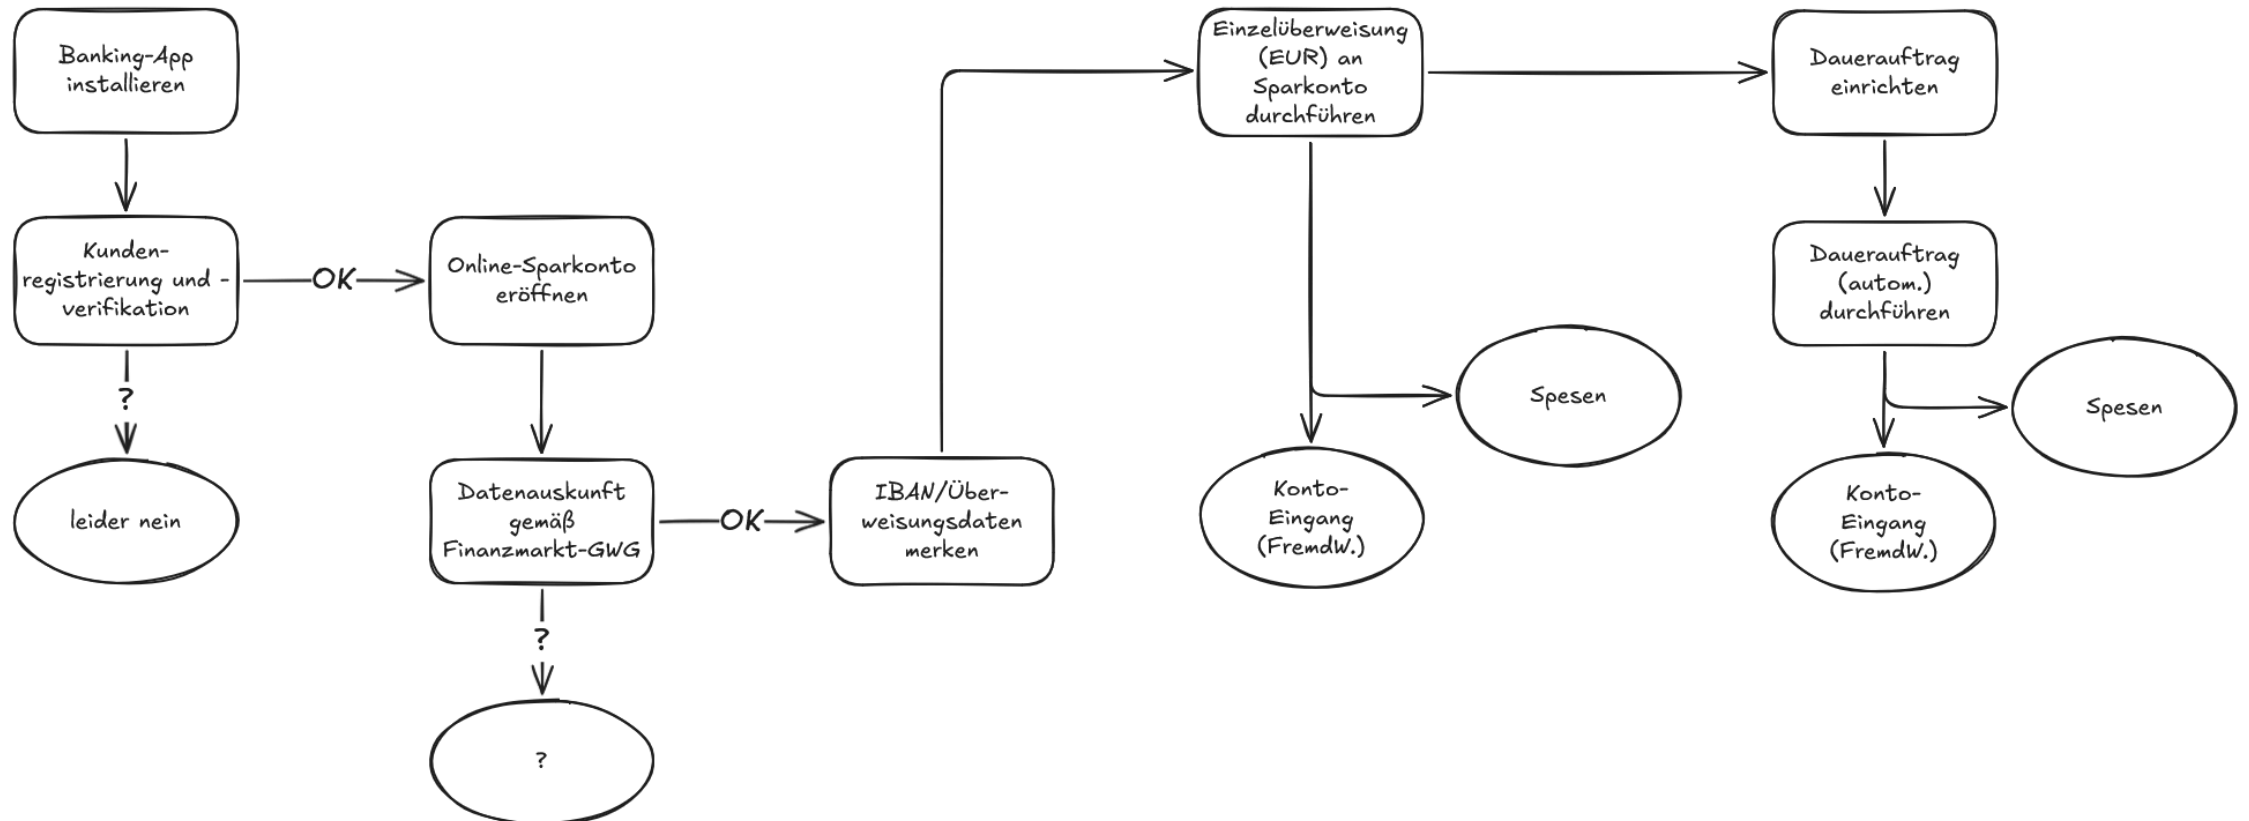 Banking-App
installieren
Kunden-
registrierung und -
verifikation
OK
?
leider nein
Online-Sparkonto
eröffnen
Datenauskunft
gemäß
Finanzmarkt-GWG
OK
?
?
IBAN/Über-
weisungsdaten
merken
Einzelüberweisung
(EUR) an
Sparkonto
durchführen
Spesen
Konto-
Eingang
(FremdW.)
Dauerauftrag
einrichten
Dauerauftrag
(autom.)
durchführen
Spesen
Konto-
Eingang
(FremdW.)